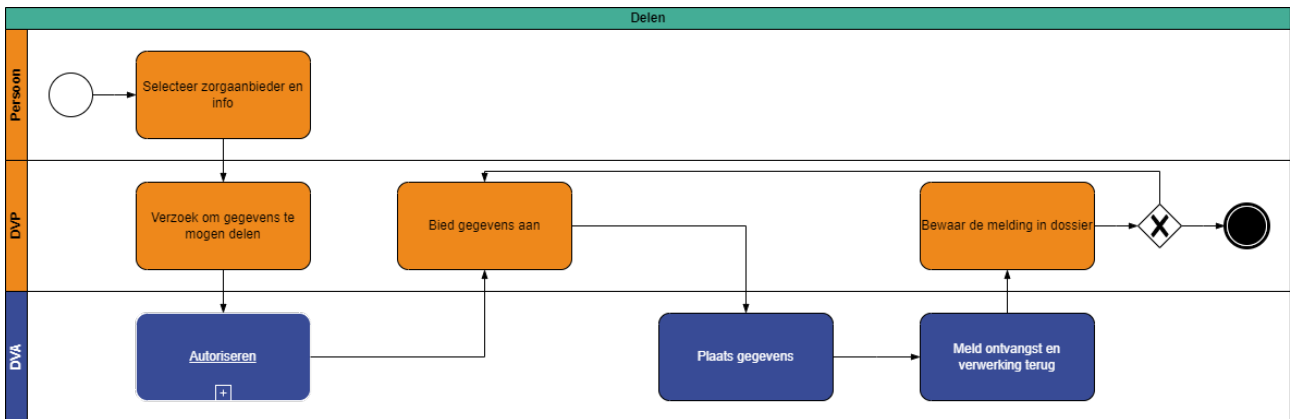 Delen
Persoon
Selecteer zorgaanbieder en
info
DVP
Verzoek om gegevens te
mogen delen
Bied gegevens aan
Bewaar de melding in dossier
DVA
Autoriseren
Plaats gegevens
Meld ontvangst en
verwerking terug